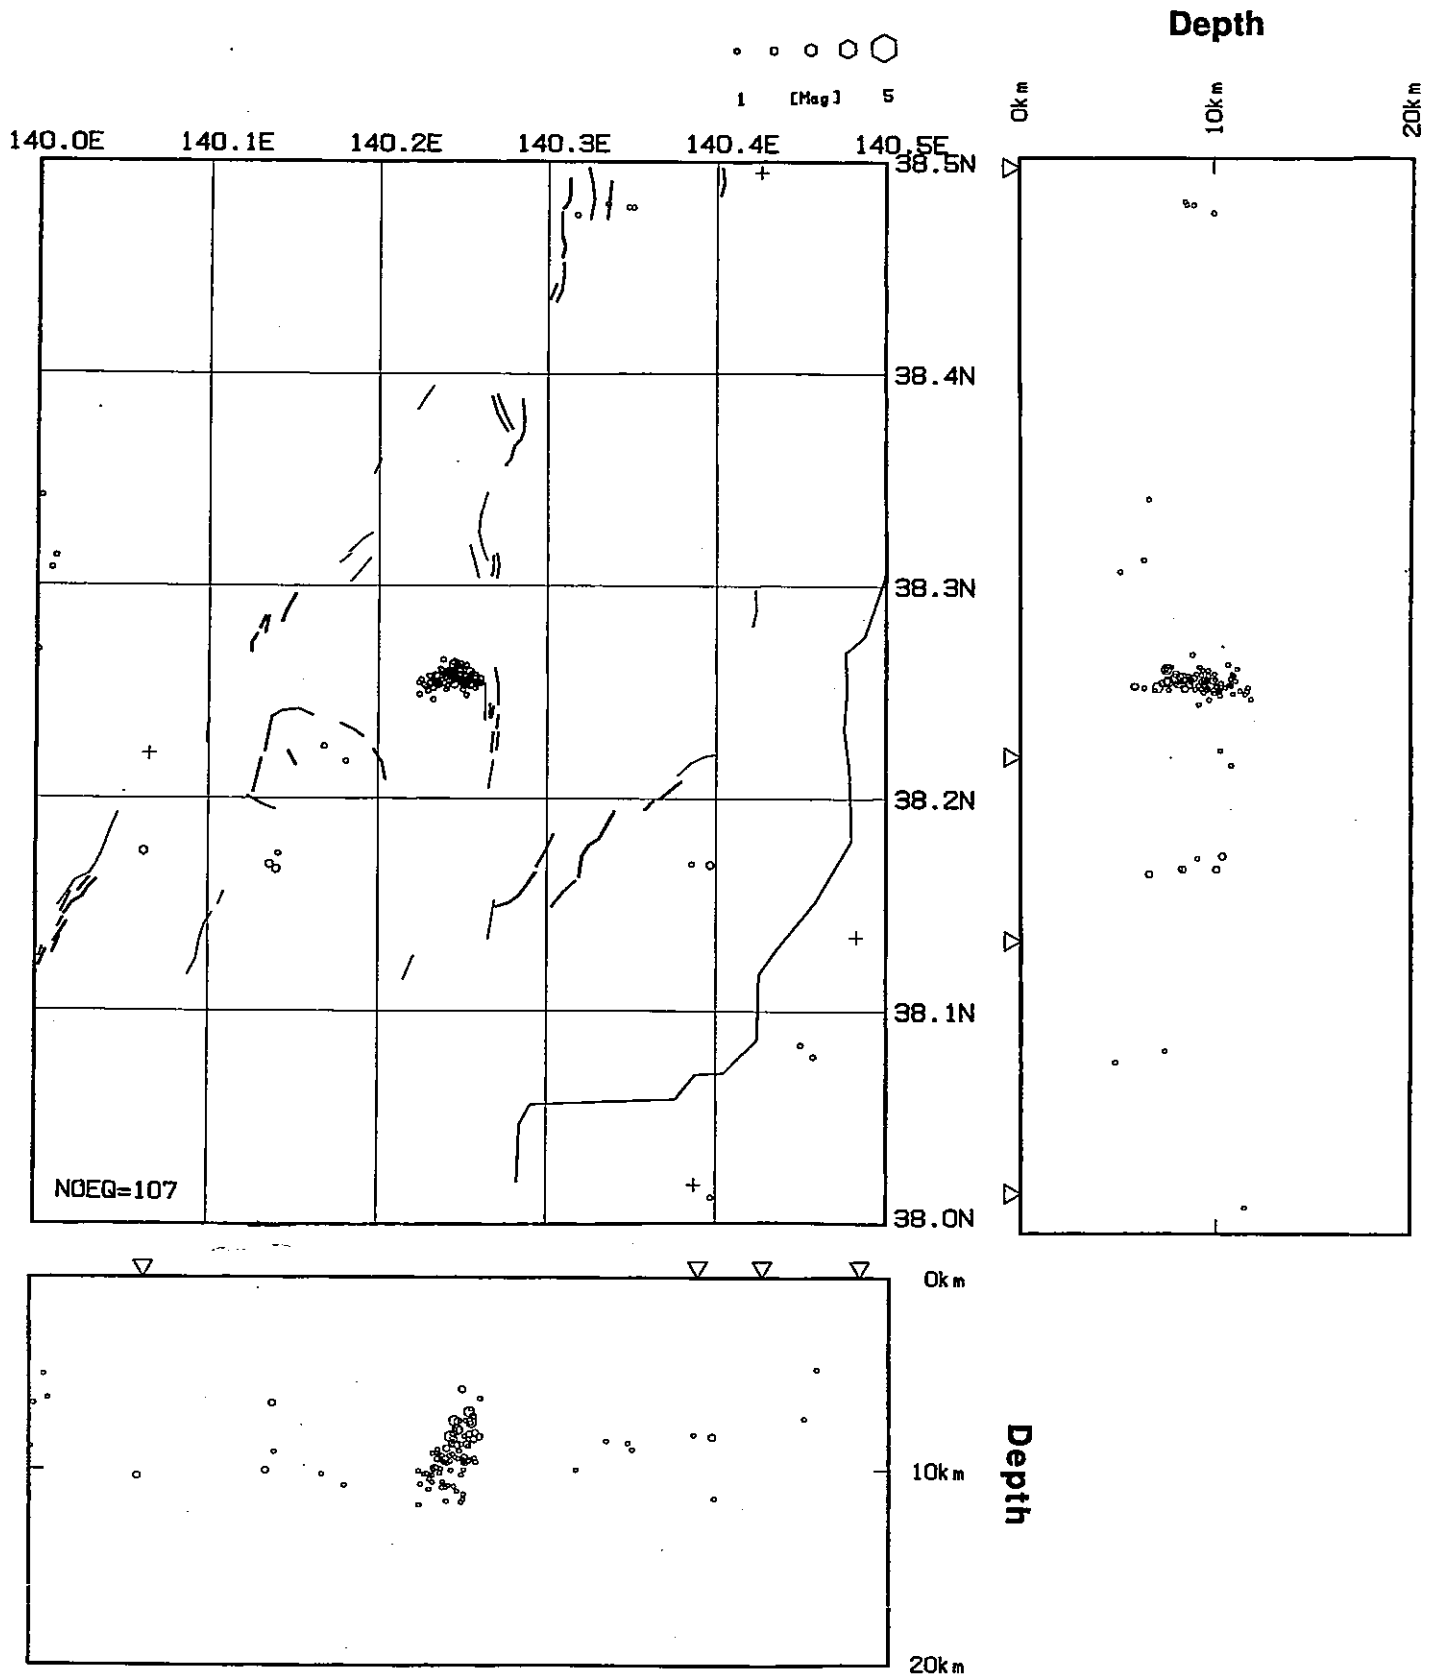 Depth
1 [Mag] 5
0km 10km 20km
140.0E 140.1E 140.2E 140.3E 140.4E 140.5E
38.5N
38.4N
38.3N
38.2N
38.1N
NOEQ=107
38.0N
0km
10km
20km
Depth